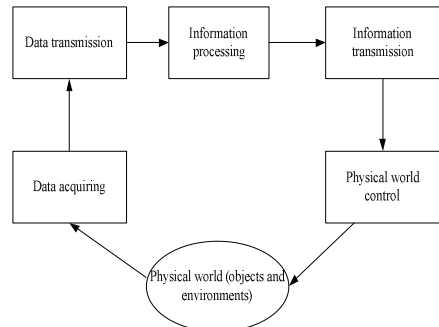 Data transmission
Information
processing
Information
transmission
Data acquiring
Physical world
control
Physical world (objects and
environments)